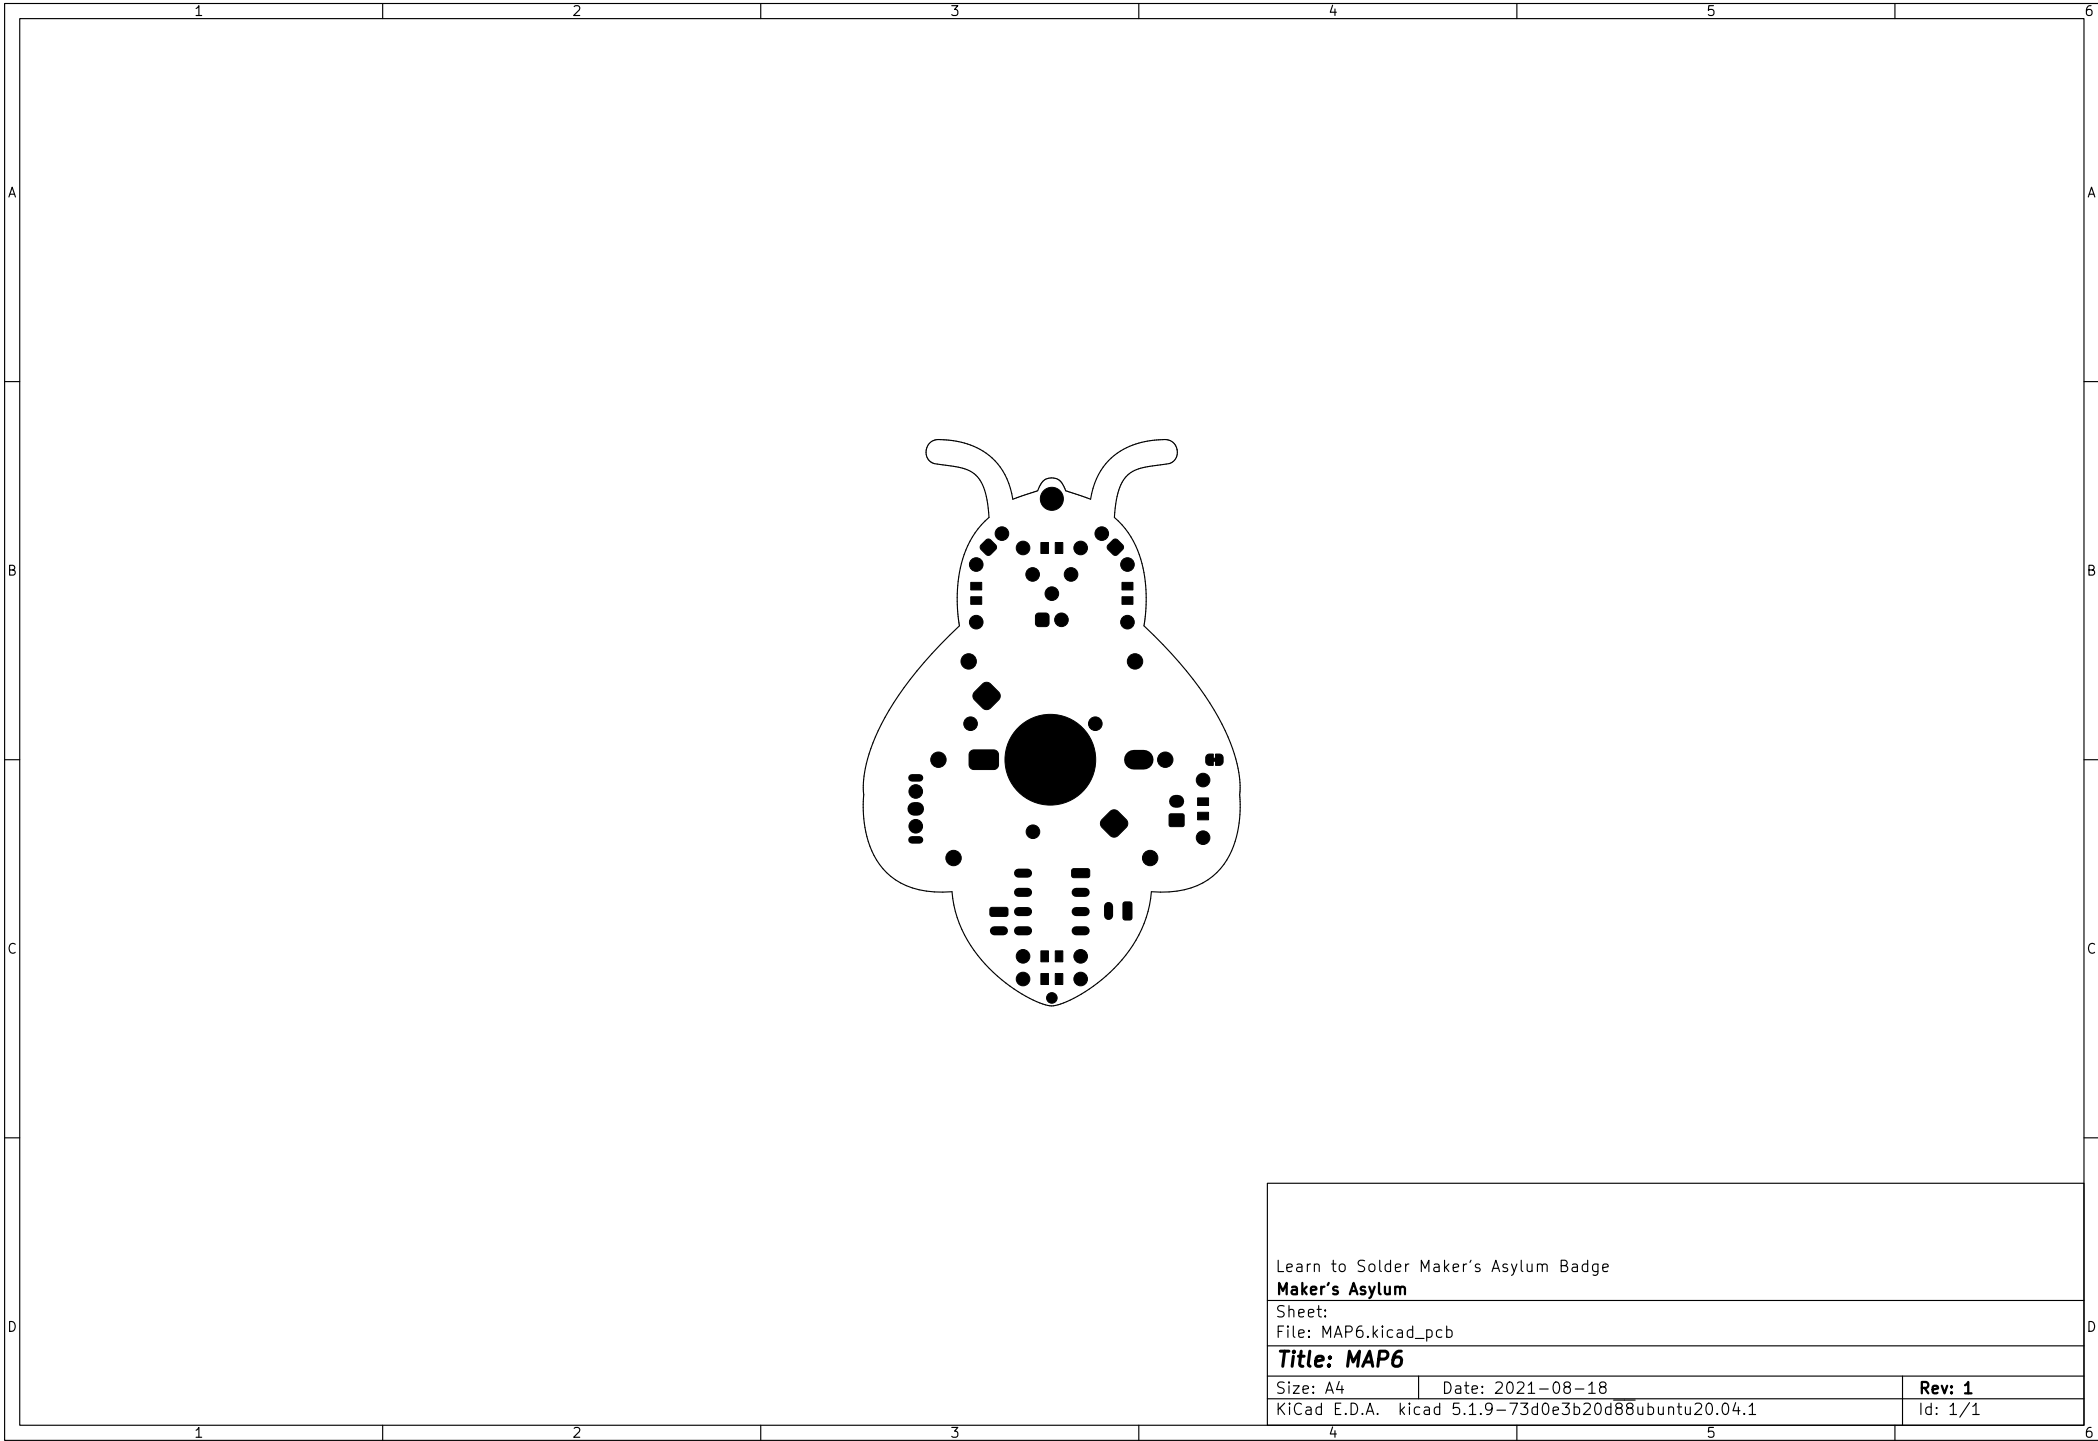 1 2 3 4 5 6
A A
B B
C C
Learn to Solder Maker's Asylum Badge
Maker's Asylum
Sheet:
D D
File: MAP6.kicad_pcb
Title: MAP6
Size: A4 Date: 2021-08-18 Rev: 1
KiCad E.D.A. kicad 5.1.9-73d0e3b20d88ubuntu20.04.1 Id: 1/1
1 2 3 4 5 6